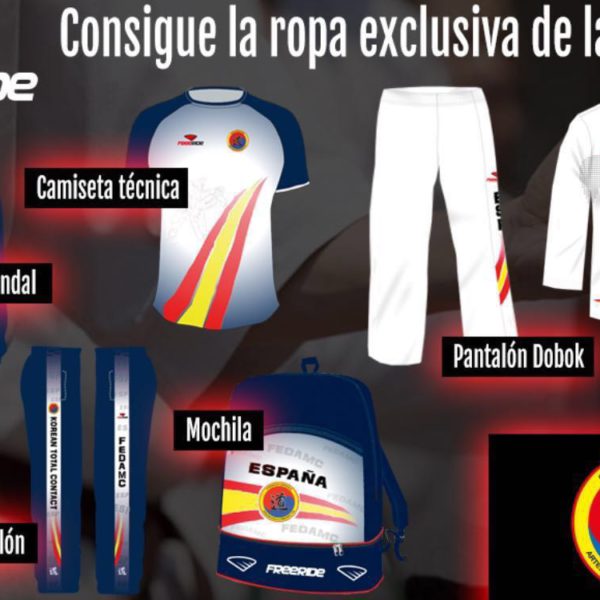 Consigue la ropa exclusiva de la
FREERIDE
Camiseta técnica
ndal
Pantalón Dobok
Mochila
KOREAN TOTAL CONTACT
FEDAMC
FEDAMC
ESPAÑA
FEDAMC
FREERIDE
lón